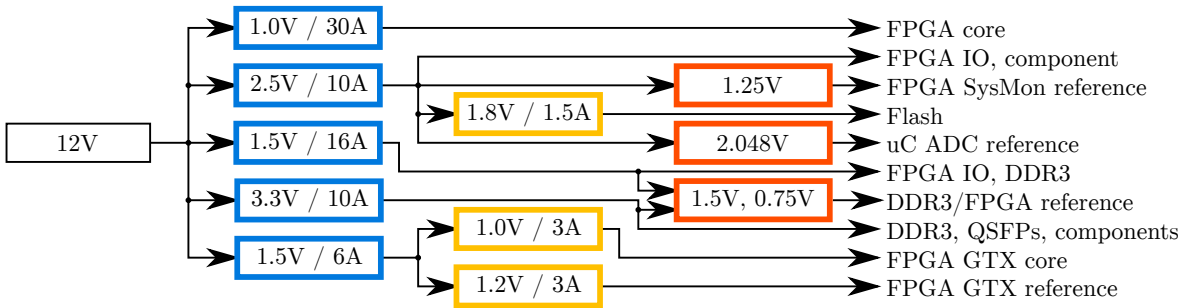 1.0V / 30A
FPGA core
FPGA IO, component
2.5V / 10A
1.25V
FPGA SysMon reference
1.8V / 1.5A
Flash
12V
1.5V / 16A
2.048V
uC ADC reference
FPGA IO, DDR3
3.3V / 10A
1.5V, 0.75V
DDR3/FPGA reference
DDR3, QSFPs, components
1.5V / 6A
1.0V / 3A
FPGA GTX core
1.2V / 3A
FPGA GTX reference